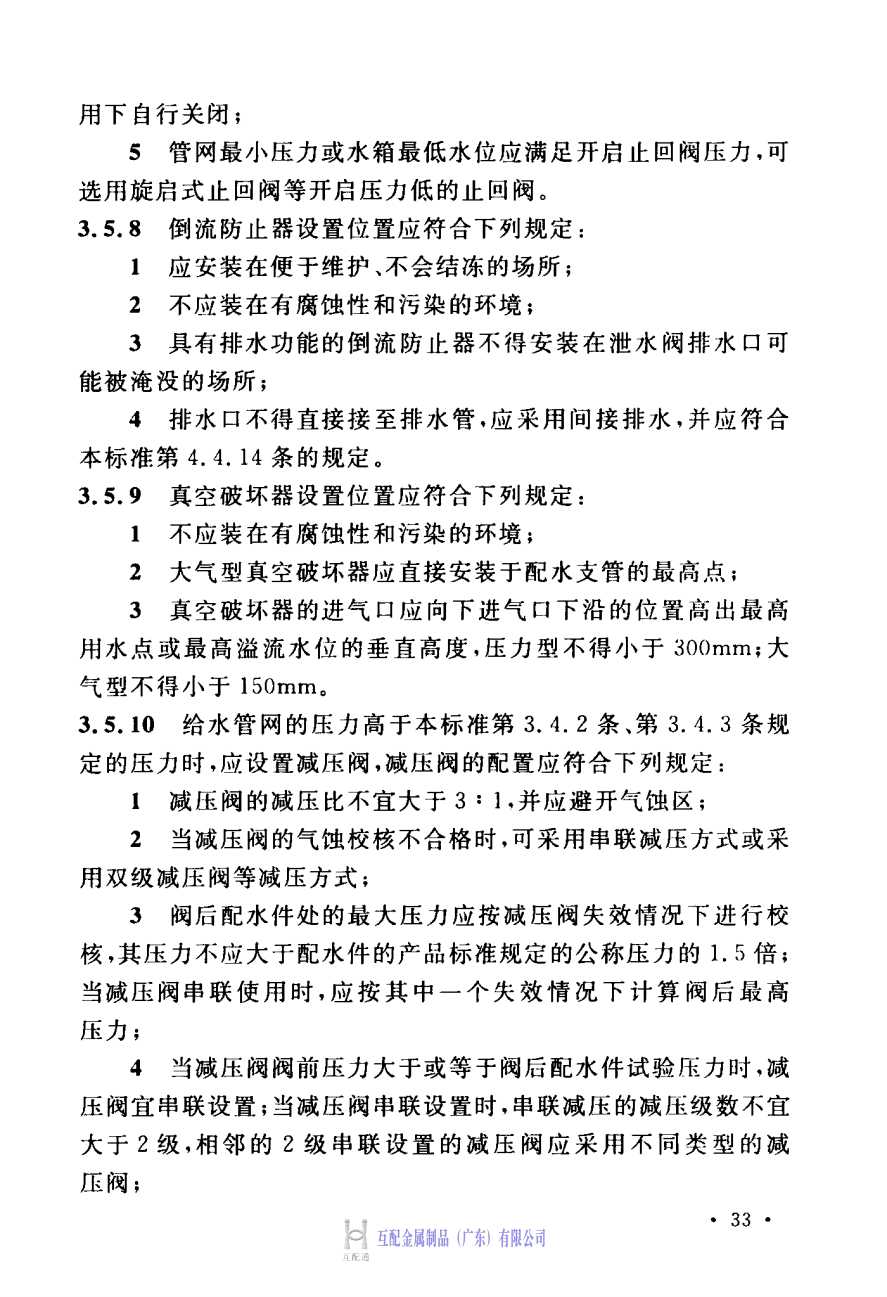 用下自行关闭；
5 管网最小压力或水箱最低水位应满足开启止回阀压力，可
选用旋启式止回阀等开启压力低的止回阀。
3.5.8 倒流防止器设置位置应符合下列规定：
1 应安装在便于维护、不会结冻的场所；
2 不应装在有腐蚀性和污染的环境；
3 具有排水功能的倒流防止器不得安装在泄水阀排水口可
能被淹没的场所；
4 排水口不得直接接至排水管，应采用间接排水，并应符合
本标准第 4.4.14 条的规定。
3.5.9 真空破坏器设置位置应符合下列规定：
1 不应装在有腐蚀性和污染的环境；
2 大气型真空破坏器应直接安装于配水支管的最高点；
3 真空破坏器的进气口应向下进气口下沿的位置高出最高
用水点或最高溢流水位的垂直高度，压力型不得小于 300mm；大
气型不得小于 150mm。
3.5.10 给水管网的压力高于本标准第 3.4.2 条、第 3.4.3 条规
定的压力时，应设置减压阀，减压阀的配置应符合下列规定：
1 减压阀的减压比不宜大于 3∶1，并应避开气蚀区；
2 当减压阀的气蚀校核不合格时，可采用串联减压方式或采
用双级减压阀等减压方式；
3 阀后配水件处的最大压力应按减压阀失效情况下进行校
核，其压力不应大于配水件的产品标准规定的公称压力的 1.5 倍；
当减压阀串联使用时，应按其中一个失效情况下计算阀后最高
压力；
4 当减压阀阀前压力大于或等于阀后配水件试验压力时，减
压阀宜串联设置；当减压阀串联设置时，串联减压的减压级数不宜
大于 2 级，相邻的 2 级串联设置的减压阀应采用不同类型的减
压阀；
• 33 •
互配金属制品（广东）有限公司
互配通